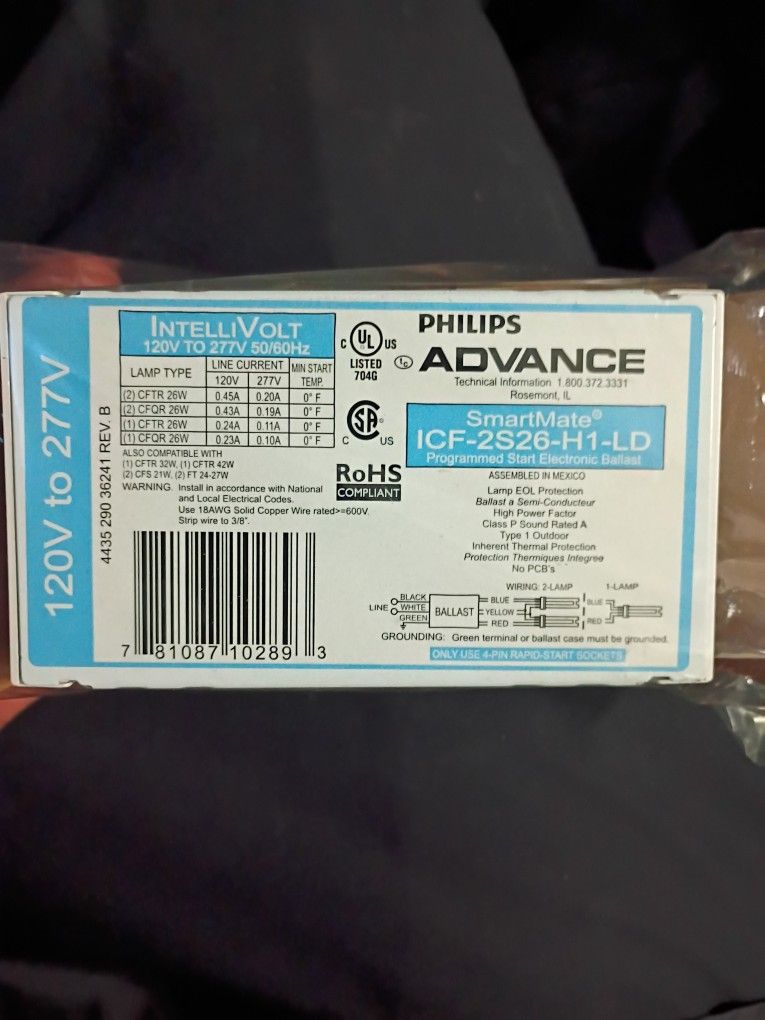 120V to 277V
4435 290 36241 REV. B
INTELLIVOLT
120V TO 277V 50/60Hz
LAMP TYPE LINE CURRENT MIN START TEMP.
120V 277V
(2) CFTR 26W 0.45A 0.20A 0° F
(2) CFQR 26W 0.43A 0.19A 0° F
(1) CFTR 26W 0.24A 0.11A 0° F
(1) CFQR 26W 0.23A 0.10A 0° F
ALSO COMPATIBLE WITH
(1) CFTR 32W, (1) CFTR 42W
(2) CFS 21W, (2) FT 24-27W
WARNING: Install in accordance with National
and Local Electrical Codes.
Use 18AWG Solid Copper Wire rated>=600V.
Strip wire to 3/8".
7 81087 10289 3
C UL US
LISTED
704G
SA
C US
RoHS
COMPLIANT
PHILIPS
ADVANCE
Technical Information 1.800.372.3331
Rosemont, IL
SmartMate®
ICF-2S26-H1-LD
Programmed Start Electronic Ballast
ASSEMBLED IN MEXICO
Lamp EOL Protection
Ballast a Semi-Conducteur
High Power Factor
Class P Sound Rated A
Type 1 Outdoor
Inherent Thermal Protection
Protection Thermiques Integree
No PCB's
WIRING: 2-LAMP 1-LAMP
LINE
BLACK
WHITE
GREEN
BALLAST
BLUE
YELLOW
RED
BLUE
RED
GROUNDING: Green terminal or ballast case must be grounded.
ONLY USE 4-PIN RAPID-START SOCKETS